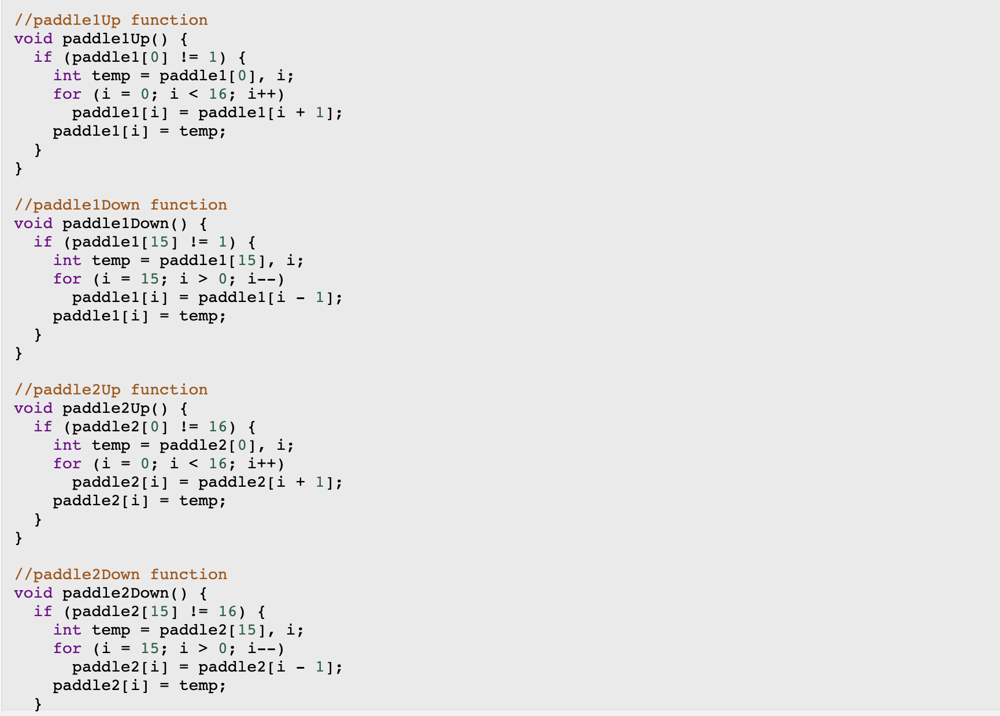 //paddle1Up function
void paddle1Up() {
  if (paddle1[0] != 1) {
    int temp = paddle1[0], i;
    for (i = 0; i < 16; i++)
      paddle1[i] = paddle1[i + 1];
    paddle1[i] = temp;
  }
}

//paddle1Down function
void paddle1Down() {
  if (paddle1[15] != 1) {
    int temp = paddle1[15], i;
    for (i = 15; i > 0; i--)
      paddle1[i] = paddle1[i - 1];
    paddle1[i] = temp;
  }
}

//paddle2Up function
void paddle2Up() {
  if (paddle2[0] != 16) {
    int temp = paddle2[0], i;
    for (i = 0; i < 16; i++)
      paddle2[i] = paddle2[i + 1];
    paddle2[i] = temp;
  }
}

//paddle2Down function
void paddle2Down() {
  if (paddle2[15] != 16) {
    int temp = paddle2[15], i;
    for (i = 15; i > 0; i--)
      paddle2[i] = paddle2[i - 1];
    paddle2[i] = temp;
  }